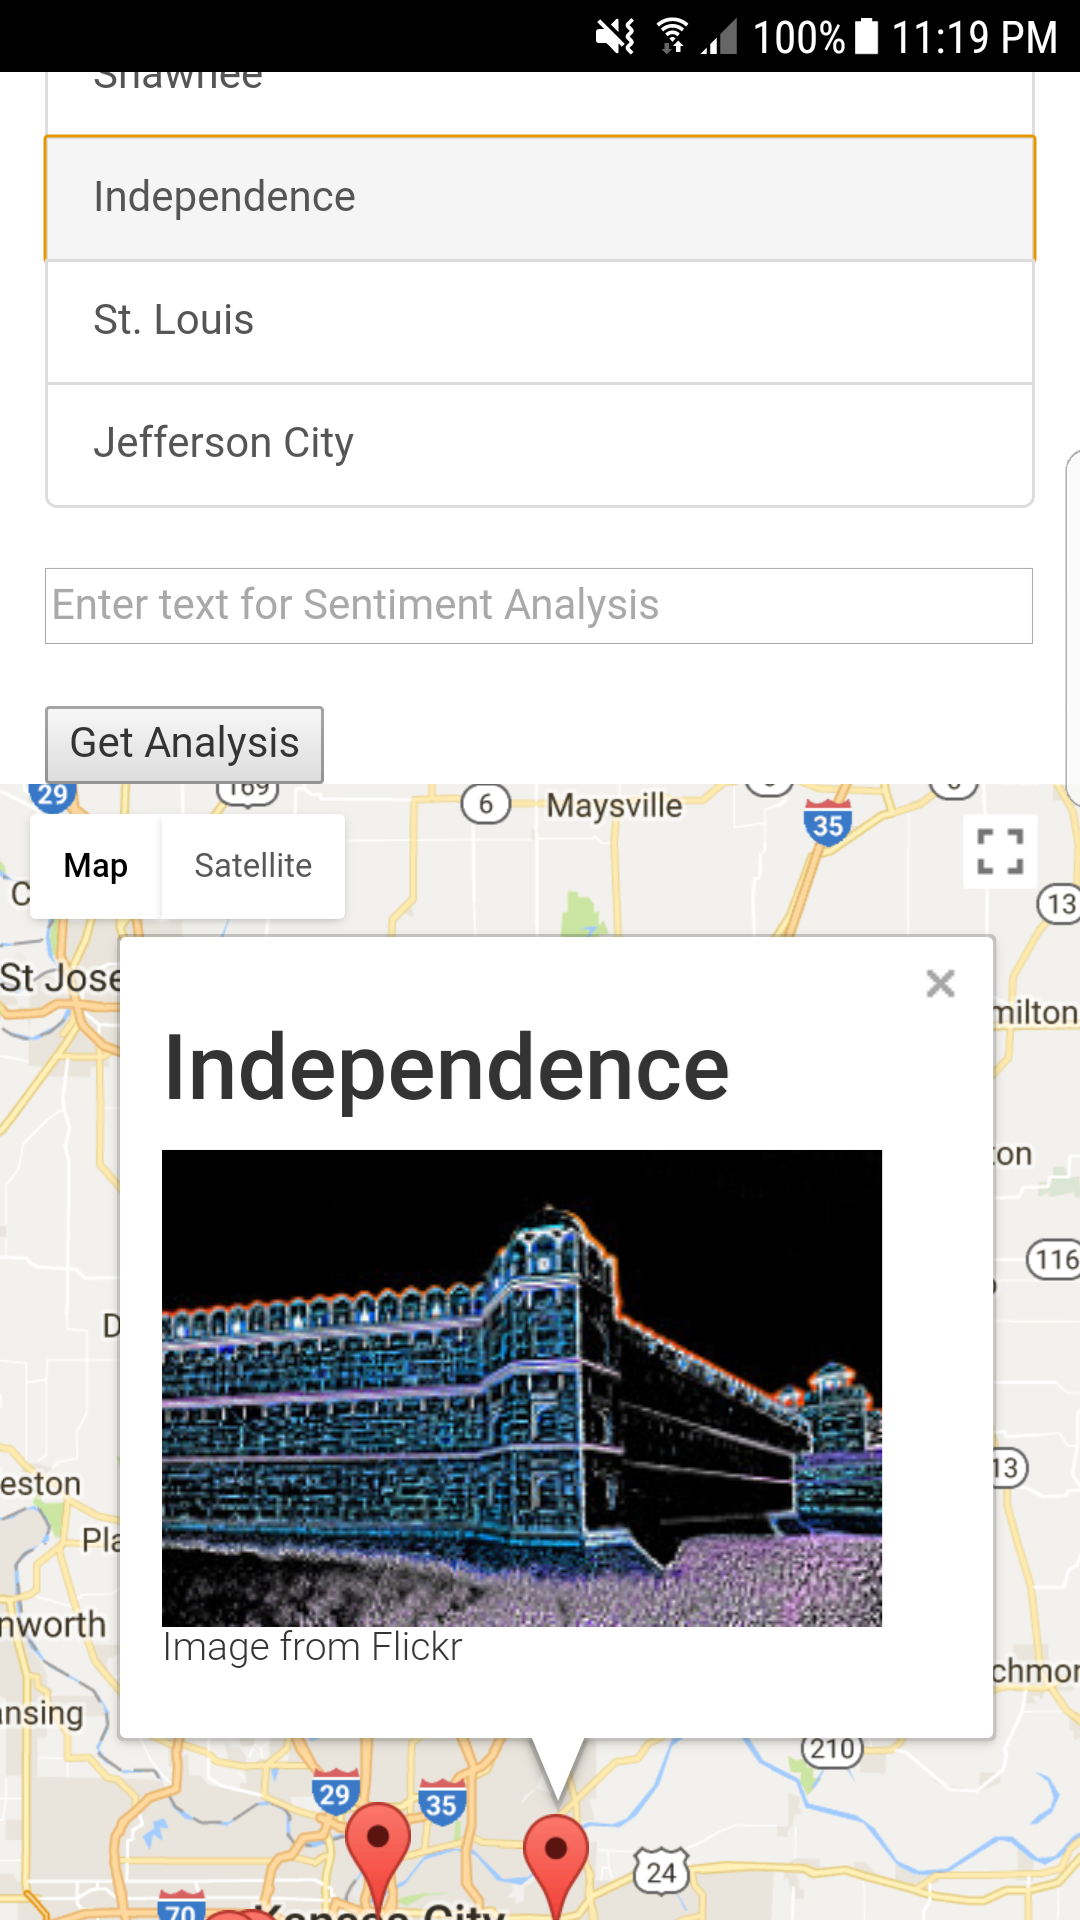 100% 11:19 PM
Shawnee
Independence
St. Louis
Jefferson City
Enter text for Sentiment Analysis
Get Analysis
29
169
6
Maysville
35
Map
Satellite
13
St Jose
milton
Independence
on
116
D
eston
13
Pla
nworth
Image from Flickr
chmor
nsing
210
29
35
24
70
Kansas City